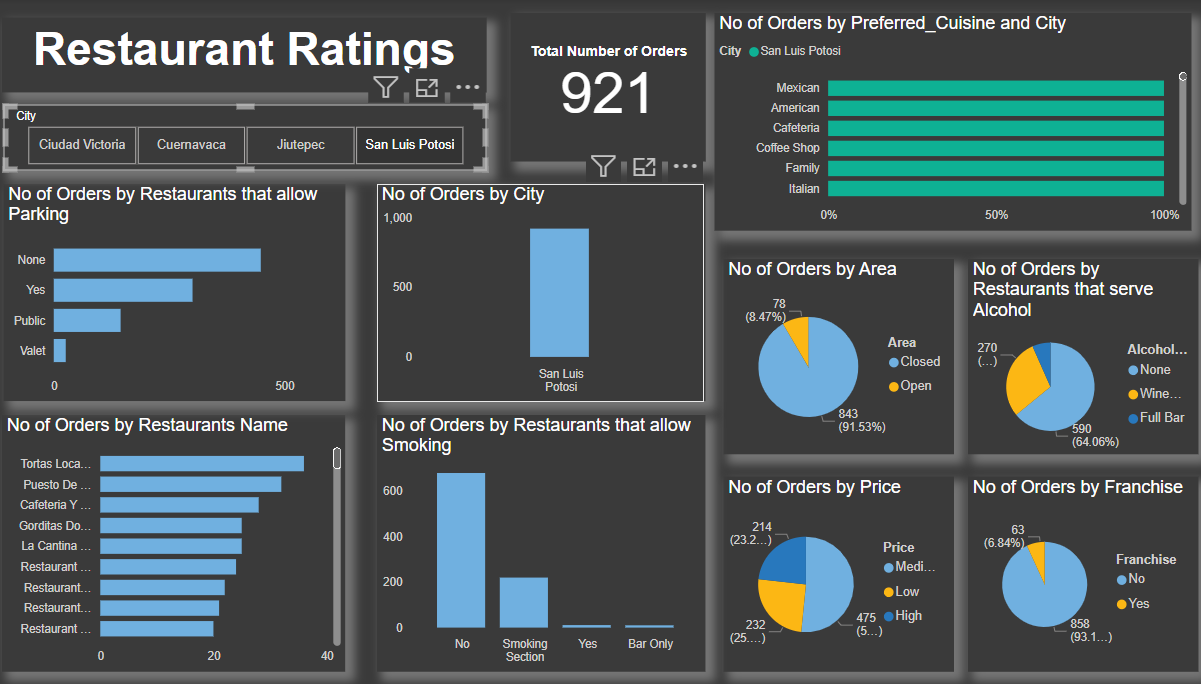 Restaurant Ratings
City
Ciudad Victoria
Cuernavaca
Jiutepec
San Luis Potosi
Total Number of Orders
921
No of Orders by Preferred_Cuisine and City
City San Luis Potosi
Mexican
American
Cafeteria
Coffee Shop
Family
Italian
0% 50% 100%
No of Orders by Restaurants that allow
Parking
None
Yes
Public
Valet
0 500
No of Orders by City
1,000
500
0
San Luis
Potosi
No of Orders by Area
78
(8.47%)
843
(91.53%)
Area
Closed
Open
No of Orders by
Restaurants that serve
Alcohol
270
(...)
590
(64.06%)
Alcohol...
None
Wine...
Full Bar
No of Orders by Restaurants Name
Tortas Loca...
Puesto De ...
Cafeteria Y ...
Gorditas Do...
La Cantina ...
Restaurant ...
Restaurant...
Restaurant...
Restaurant ...
0 20 40
No of Orders by Restaurants that allow
Smoking
600
400
200
0
No
Smoking
Section
Yes
Bar Only
No of Orders by Price
214
(23.2...)
232
(25....)
475
(5...)
Price
Medi...
Low
High
No of Orders by Franchise
63
(6.84%)
858
(93.1...)
Franchise
No
Yes